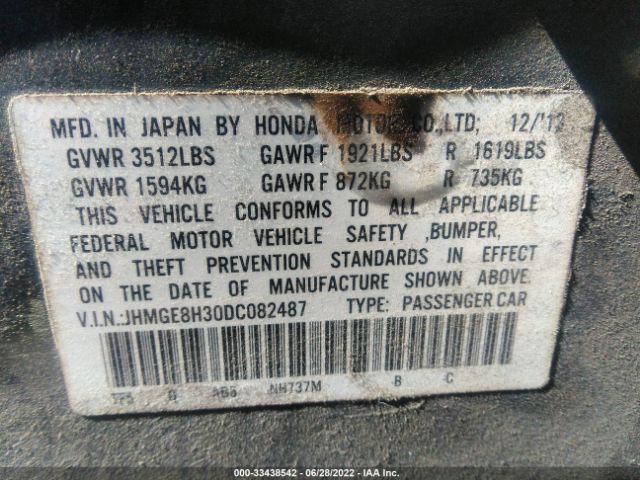 MFD. IN JAPAN BY HONDA MOTOR CO.,LTD; 12/'12
GVWR 3512LBS GAWR F 1921LBS R 1619LBS
GVWR 1594KG GAWR F 872KG R 735KG
THIS VEHICLE CONFORMS TO ALL APPLICABLE
FEDERAL MOTOR VEHICLE SAFETY ,BUMPER,
AND THEFT PREVENTION STANDARDS IN EFFECT
ON THE DATE OF MANUFACTURE SHOWN ABOVE.
V.I.N.:JHMGE8H30DC082487 TYPE: PASSENGER CAR
NH737M B C
000-33438542 / 06/28/2022 — IAA Inc.